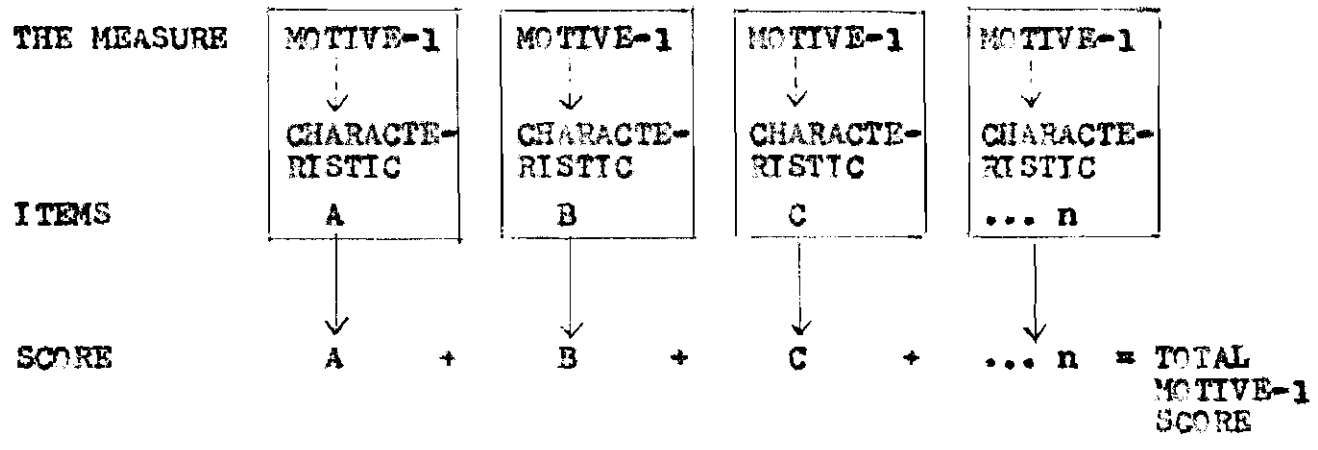 THE MEASURE MOTIVE-1 MOTIVE-1 MOTIVE-1 MOTIVE-1
CHARACTE- CHARACTE- CHARACTE- CHARACTE-
RISTIC RISTIC RISTIC RISTIC
ITEMS A B C ... n
SCORE A + B + C + ... n = TOTAL
MOTIVE-1
SCORE